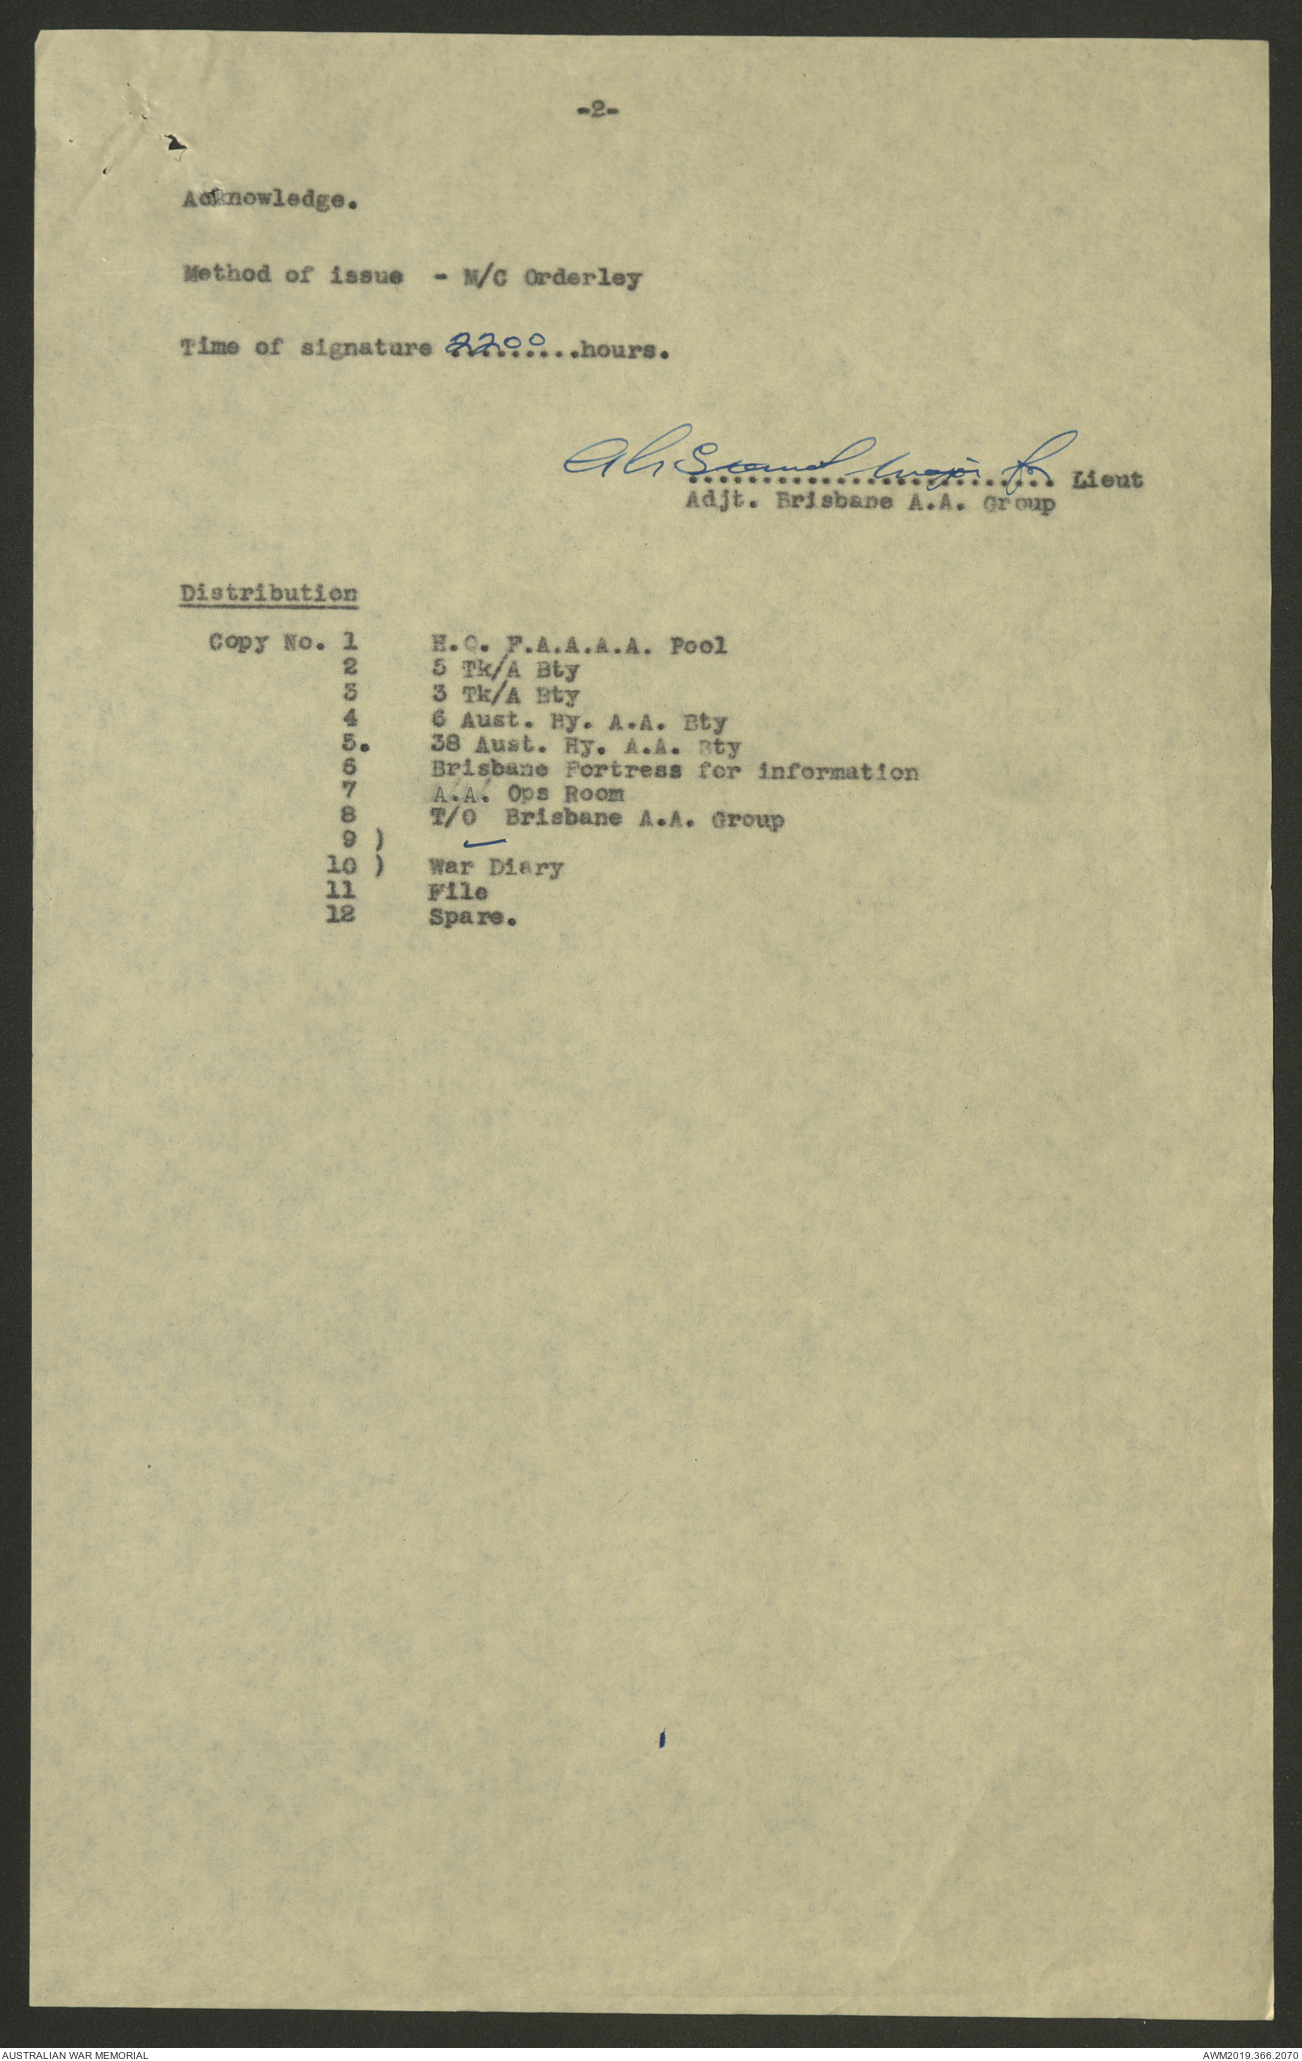 -2-
Acknowledge.
Method of issue - M/C Orderley
Time of signature 2200 hours.
Major for
.......................... Lieut
Adjt. Brisbane A.A. Group
Distribution
Copy No. 1 H.Q. F.A.A.A.A. Pool
2 5 Tk/A Bty
3 3 Tk/A Bty
4 6 Aust. Hy. A.A. Bty
5. 38 Aust. Hy. A.A. Bty
6 Brisbane Fortress for information
7 A.A. Ops Room
8 T/O Brisbane A.A. Group
9 )
10 ) War Diary
11 File
12 Spare.
AUSTRALIAN WAR MEMORIAL
AWM2019.366.2070